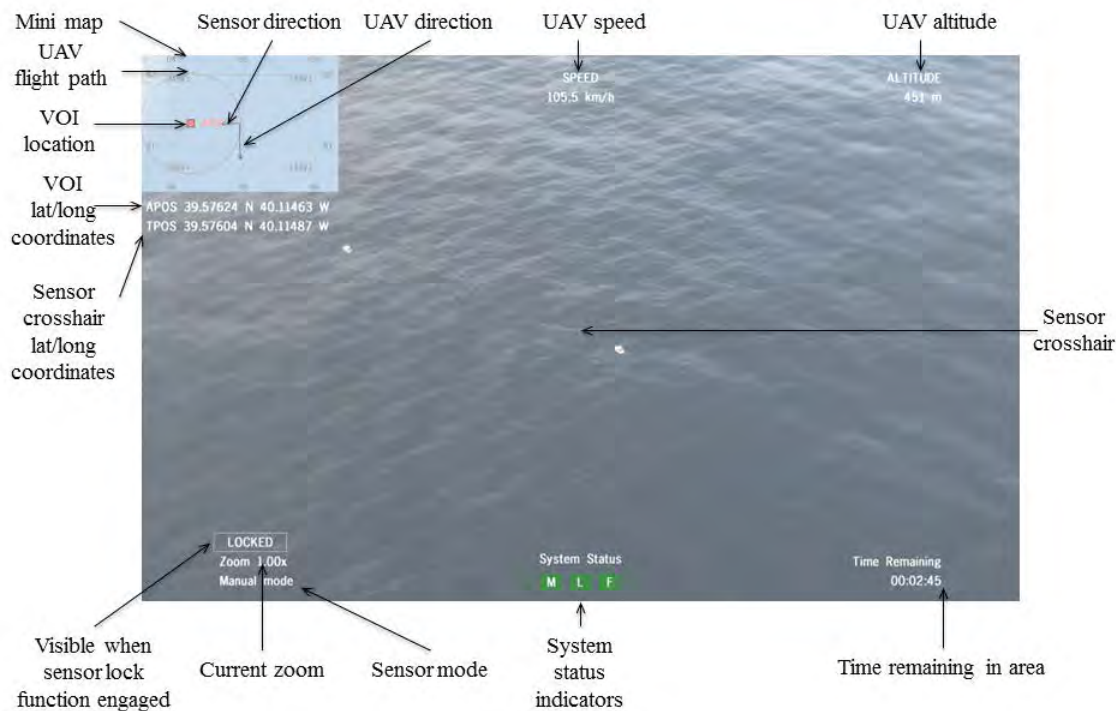 Mini map
Sensor direction
UAV direction
UAV speed
UAV altitude
UAV
flight path
SPEED
105.5 km/h
ALTITUDE
451 m
VOI
location
VOI
lat/long
coordinates
APOS 39.57624 N 40.11463 W
TPOS 39.57604 N 40.11487 W
Sensor
crosshair
lat/long
coordinates
Sensor
crosshair
LOCKED
Zoom 1.00x
Manual mode
System Status
M L F
Time Remaining
00:02:45
Visible when
sensor lock
function engaged
Current zoom
Sensor mode
System
status
indicators
Time remaining in area